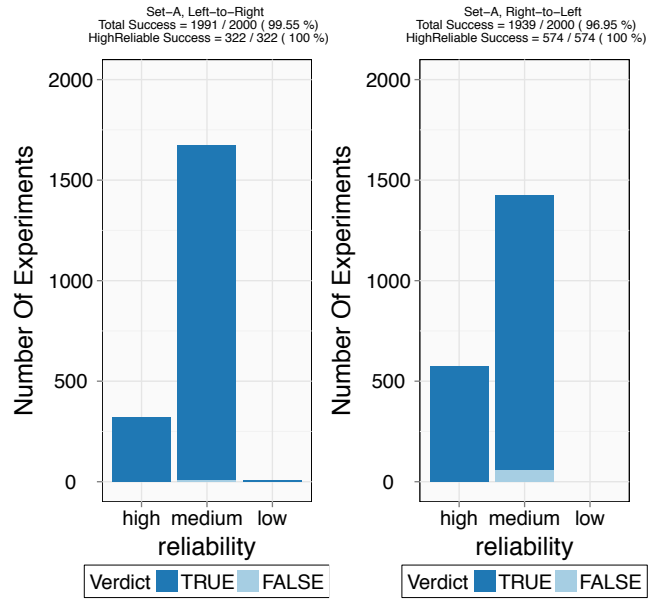 Set−A, Left−to−Right
Total Success = 1991 / 2000 ( 99.55 %)
HighReliable Success = 322 / 322 ( 100 %)
2000
1500
1000
500
0
Number Of Experiments
high medium low
reliability
Verdict TRUE FALSE
Set−A, Right−to−Left
Total Success = 1939 / 2000 ( 96.95 %)
HighReliable Success = 574 / 574 ( 100 %)
2000
1500
1000
500
0
Number Of Experiments
high medium low
reliability
Verdict TRUE FALSE